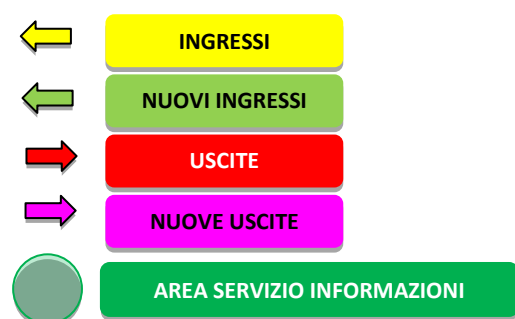 INGRESSI
NUOVI INGRESSI
USCITE
NUOVE USCITE
AREA SERVIZIO INFORMAZIONI